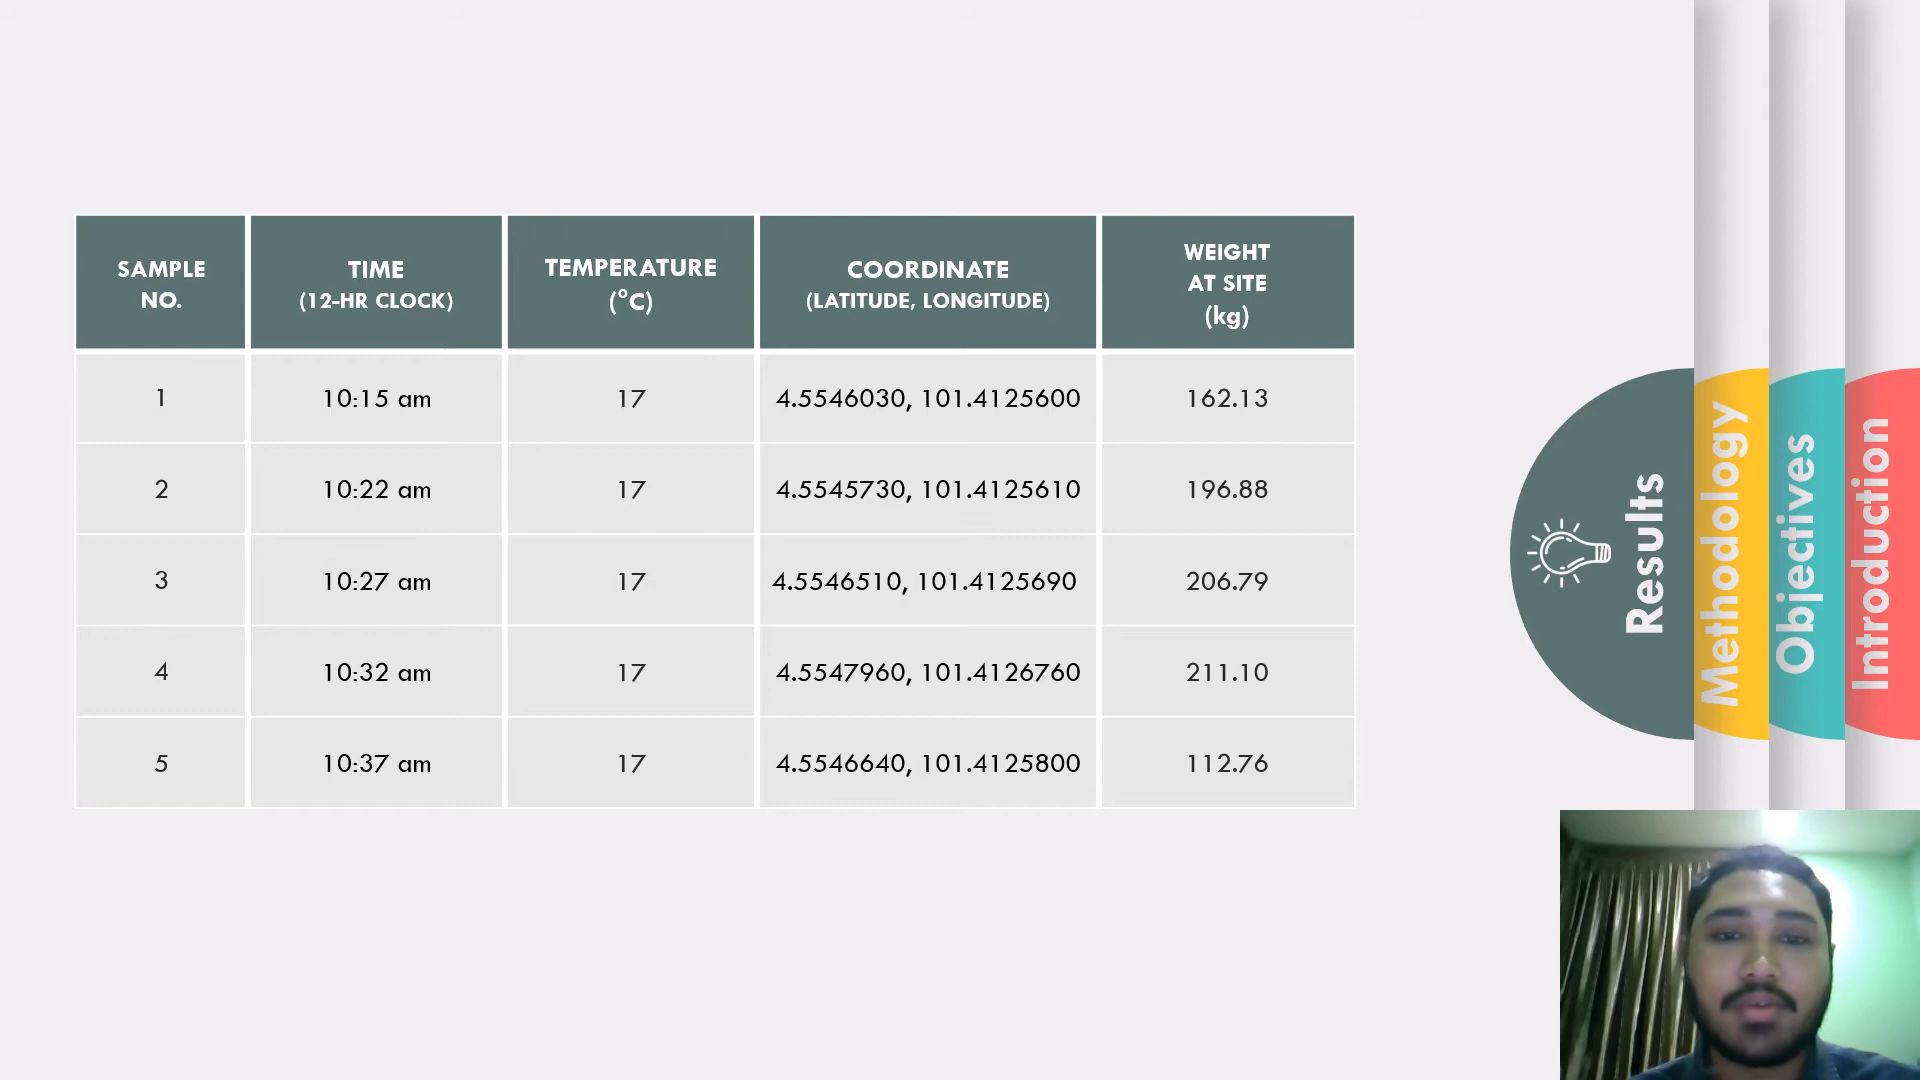 SAMPLE
NO.
TIME
(12-HR CLOCK)
TEMPERATURE
(°C)
COORDINATE
(LATITUDE, LONGITUDE)
WEIGHT
AT SITE
(kg)
1
10:15 am
17
4.5546030, 101.4125600
162.13
2
10:22 am
17
4.5545730, 101.4125610
196.88
3
10:27 am
17
4.5546510, 101.4125690
206.79
4
10:32 am
17
4.5547960, 101.4126760
211.10
5
10:37 am
17
4.5546640, 101.4125800
112.76
Results
Methodology
Objectives
Introduction